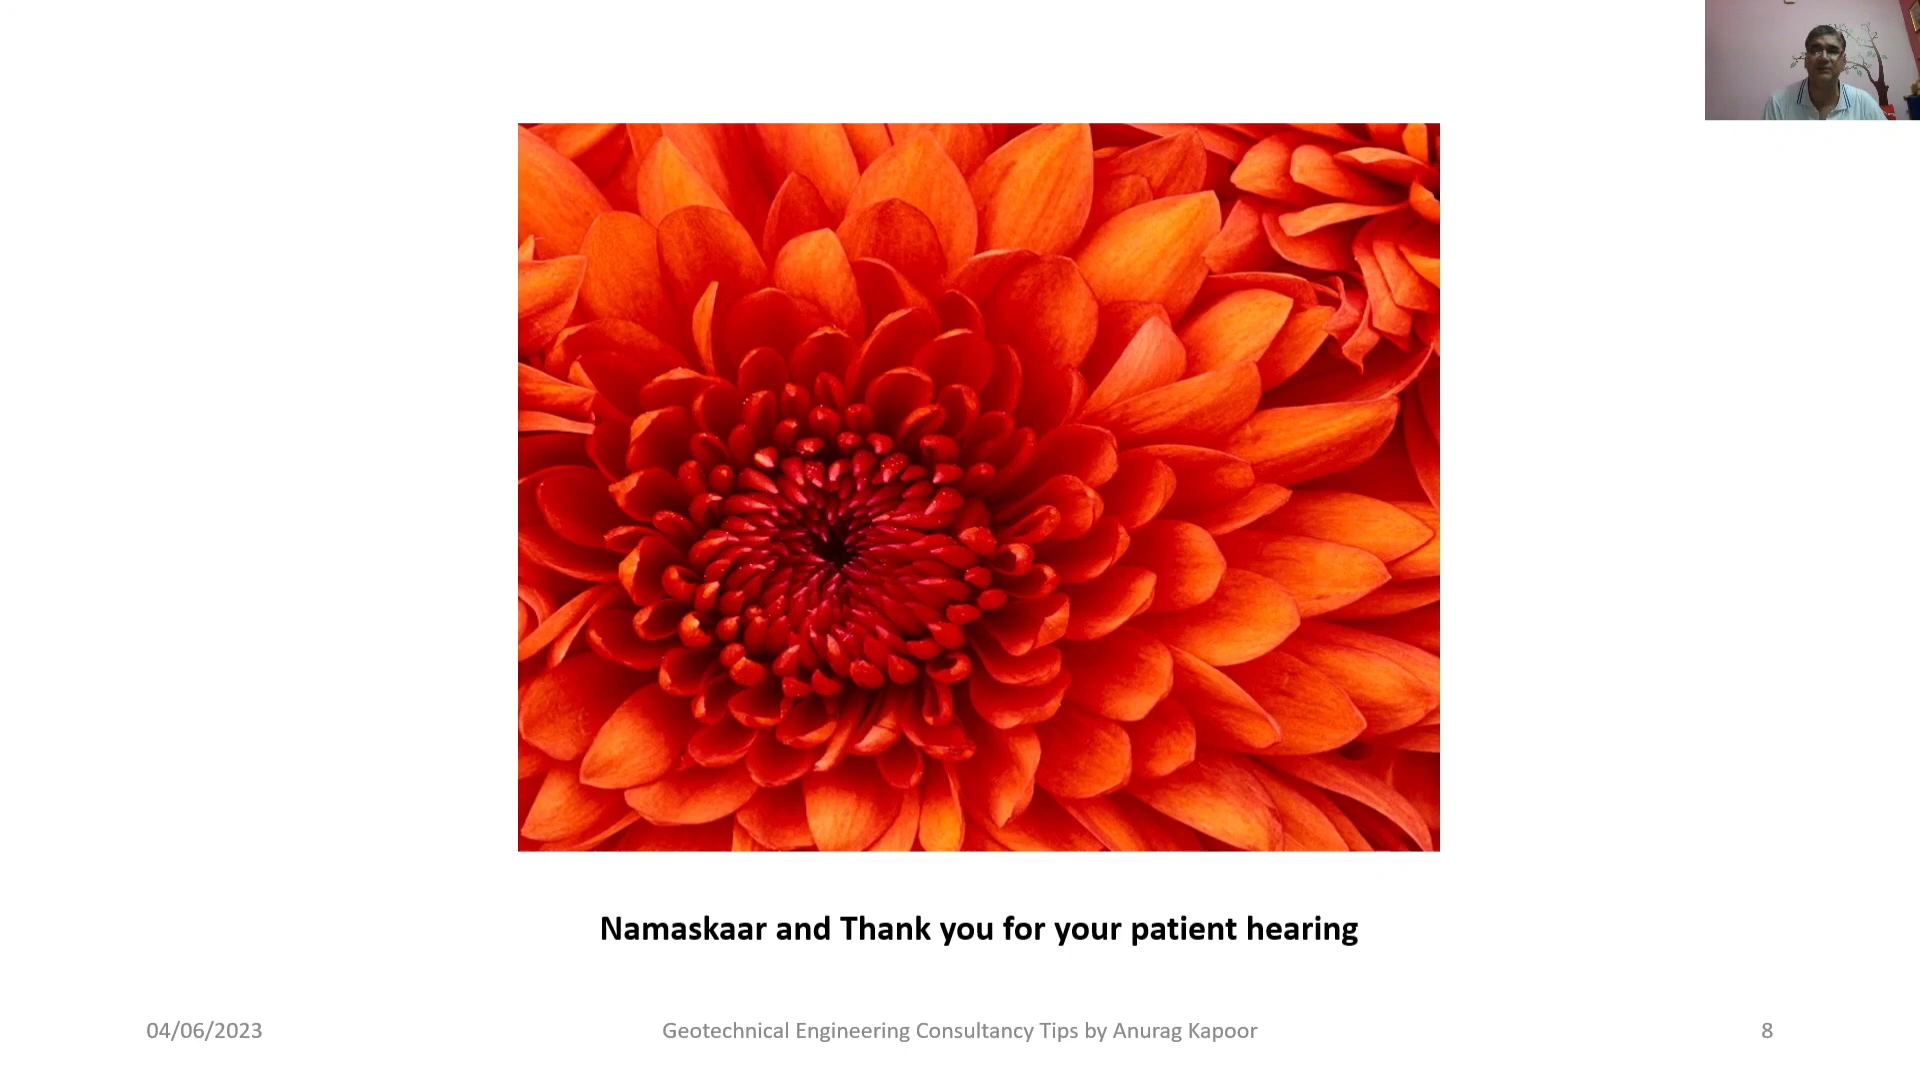 Namaskaar and Thank you for your patient hearing
04/06/2023
Geotechnical Engineering Consultancy Tips by Anurag Kapoor
8